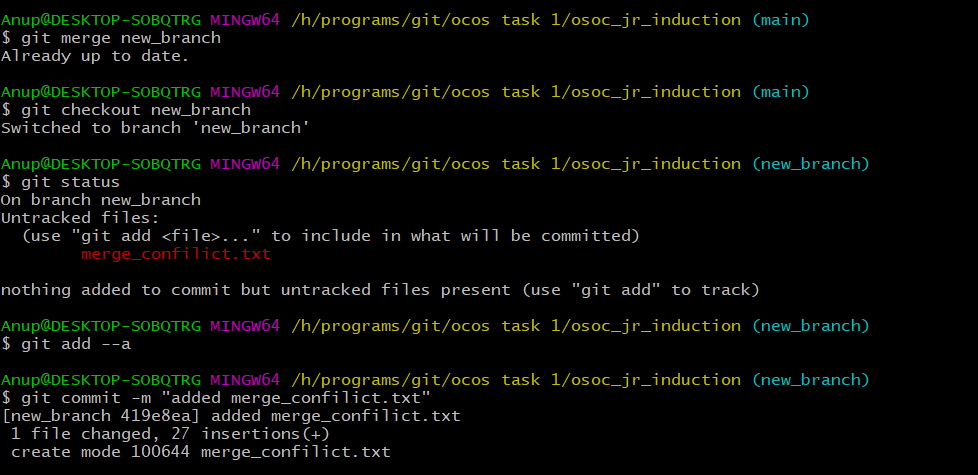 Anup@DESKTOP-SOBQTRG MINGW64 /h/programs/git/ocos task 1/osoc_jr_induction (main)
$ git merge new_branch
Already up to date.
Anup@DESKTOP-SOBQTRG MINGW64 /h/programs/git/ocos task 1/osoc_jr_induction (main)
$ git checkout new_branch
Switched to branch 'new_branch'
Anup@DESKTOP-SOBQTRG MINGW64 /h/programs/git/ocos task 1/osoc_jr_induction (new_branch)
$ git status
On branch new_branch
Untracked files:
  (use "git add <file>..." to include in what will be committed)
        merge_confilict.txt
nothing added to commit but untracked files present (use "git add" to track)
Anup@DESKTOP-SOBQTRG MINGW64 /h/programs/git/ocos task 1/osoc_jr_induction (new_branch)
$ git add --a
Anup@DESKTOP-SOBQTRG MINGW64 /h/programs/git/ocos task 1/osoc_jr_induction (new_branch)
$ git commit -m "added merge_confilict.txt"
[new_branch 419e8ea] added merge_confilict.txt
 1 file changed, 27 insertions(+)
 create mode 100644 merge_confilict.txt